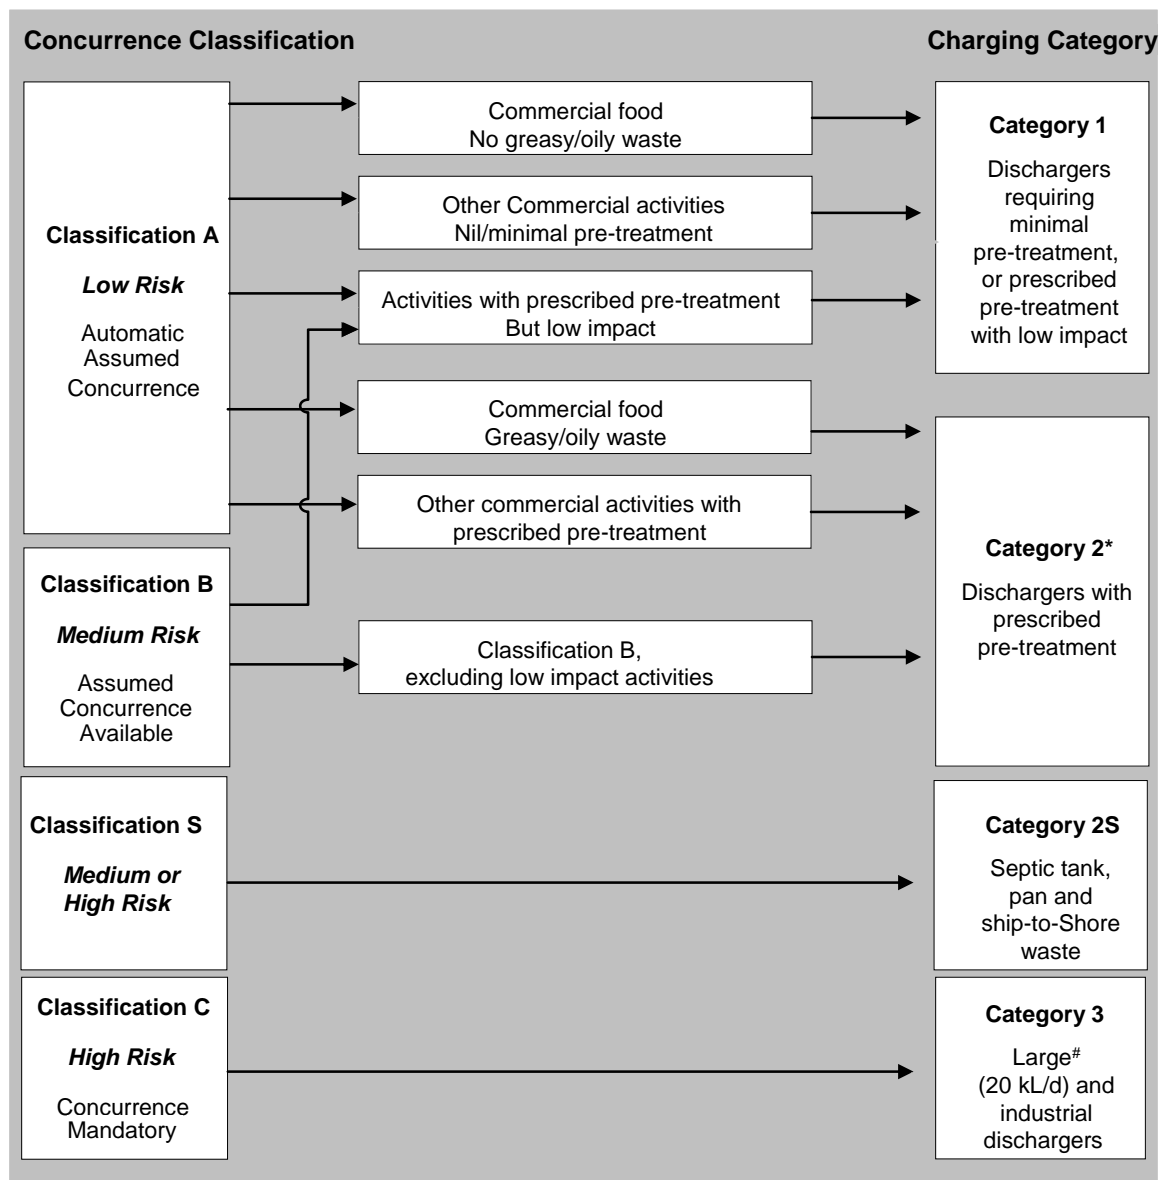 Concurrence Classification
Charging Category
Classification A
Low Risk
Automatic
Assumed
Concurrence
Commercial food
No greasy/oily waste
Other Commercial activities
Nil/minimal pre-treatment
Activities with prescribed pre-treatment
But low impact
Commercial food
Greasy/oily waste
Other commercial activities with
prescribed pre-treatment
Category 1
Dischargers
requiring
minimal
pre-treatment,
or prescribed
pre-treatment
with low impact
Classification B
Medium Risk
Assumed
Concurrence
Available
Classification B,
excluding low impact activities
Category 2*
Dischargers with
prescribed
pre-treatment
Classification S
Medium or
High Risk
Category 2S
Septic tank,
pan and
ship-to-Shore
waste
Classification C
High Risk
Concurrence
Mandatory
Category 3
Large#
(20 kL/d) and
industrial
dischargers